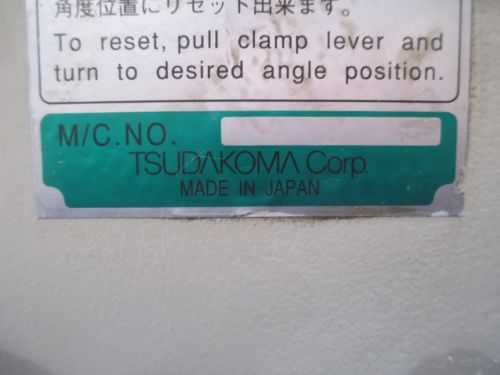 角度位置にリセット出来ます。
To reset, pull clamp lever and
turn to desired angle position.
M/C.NO.
TSUDAKOMA Corp.
MADE IN JAPAN